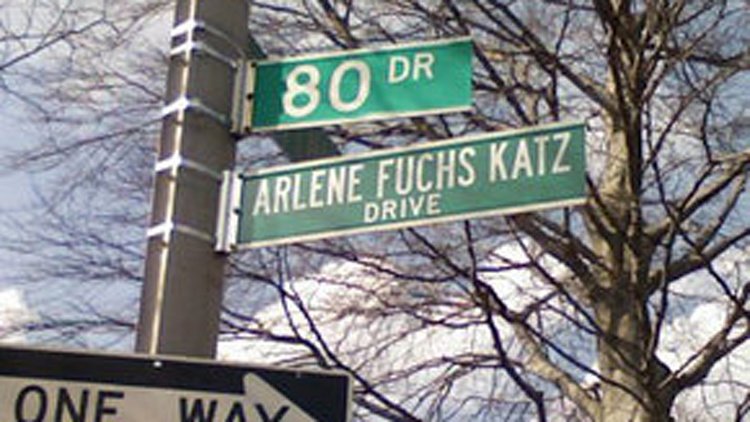 80 DR
ARLENE FUCHS KATZ
DRIVE
ONE WAY